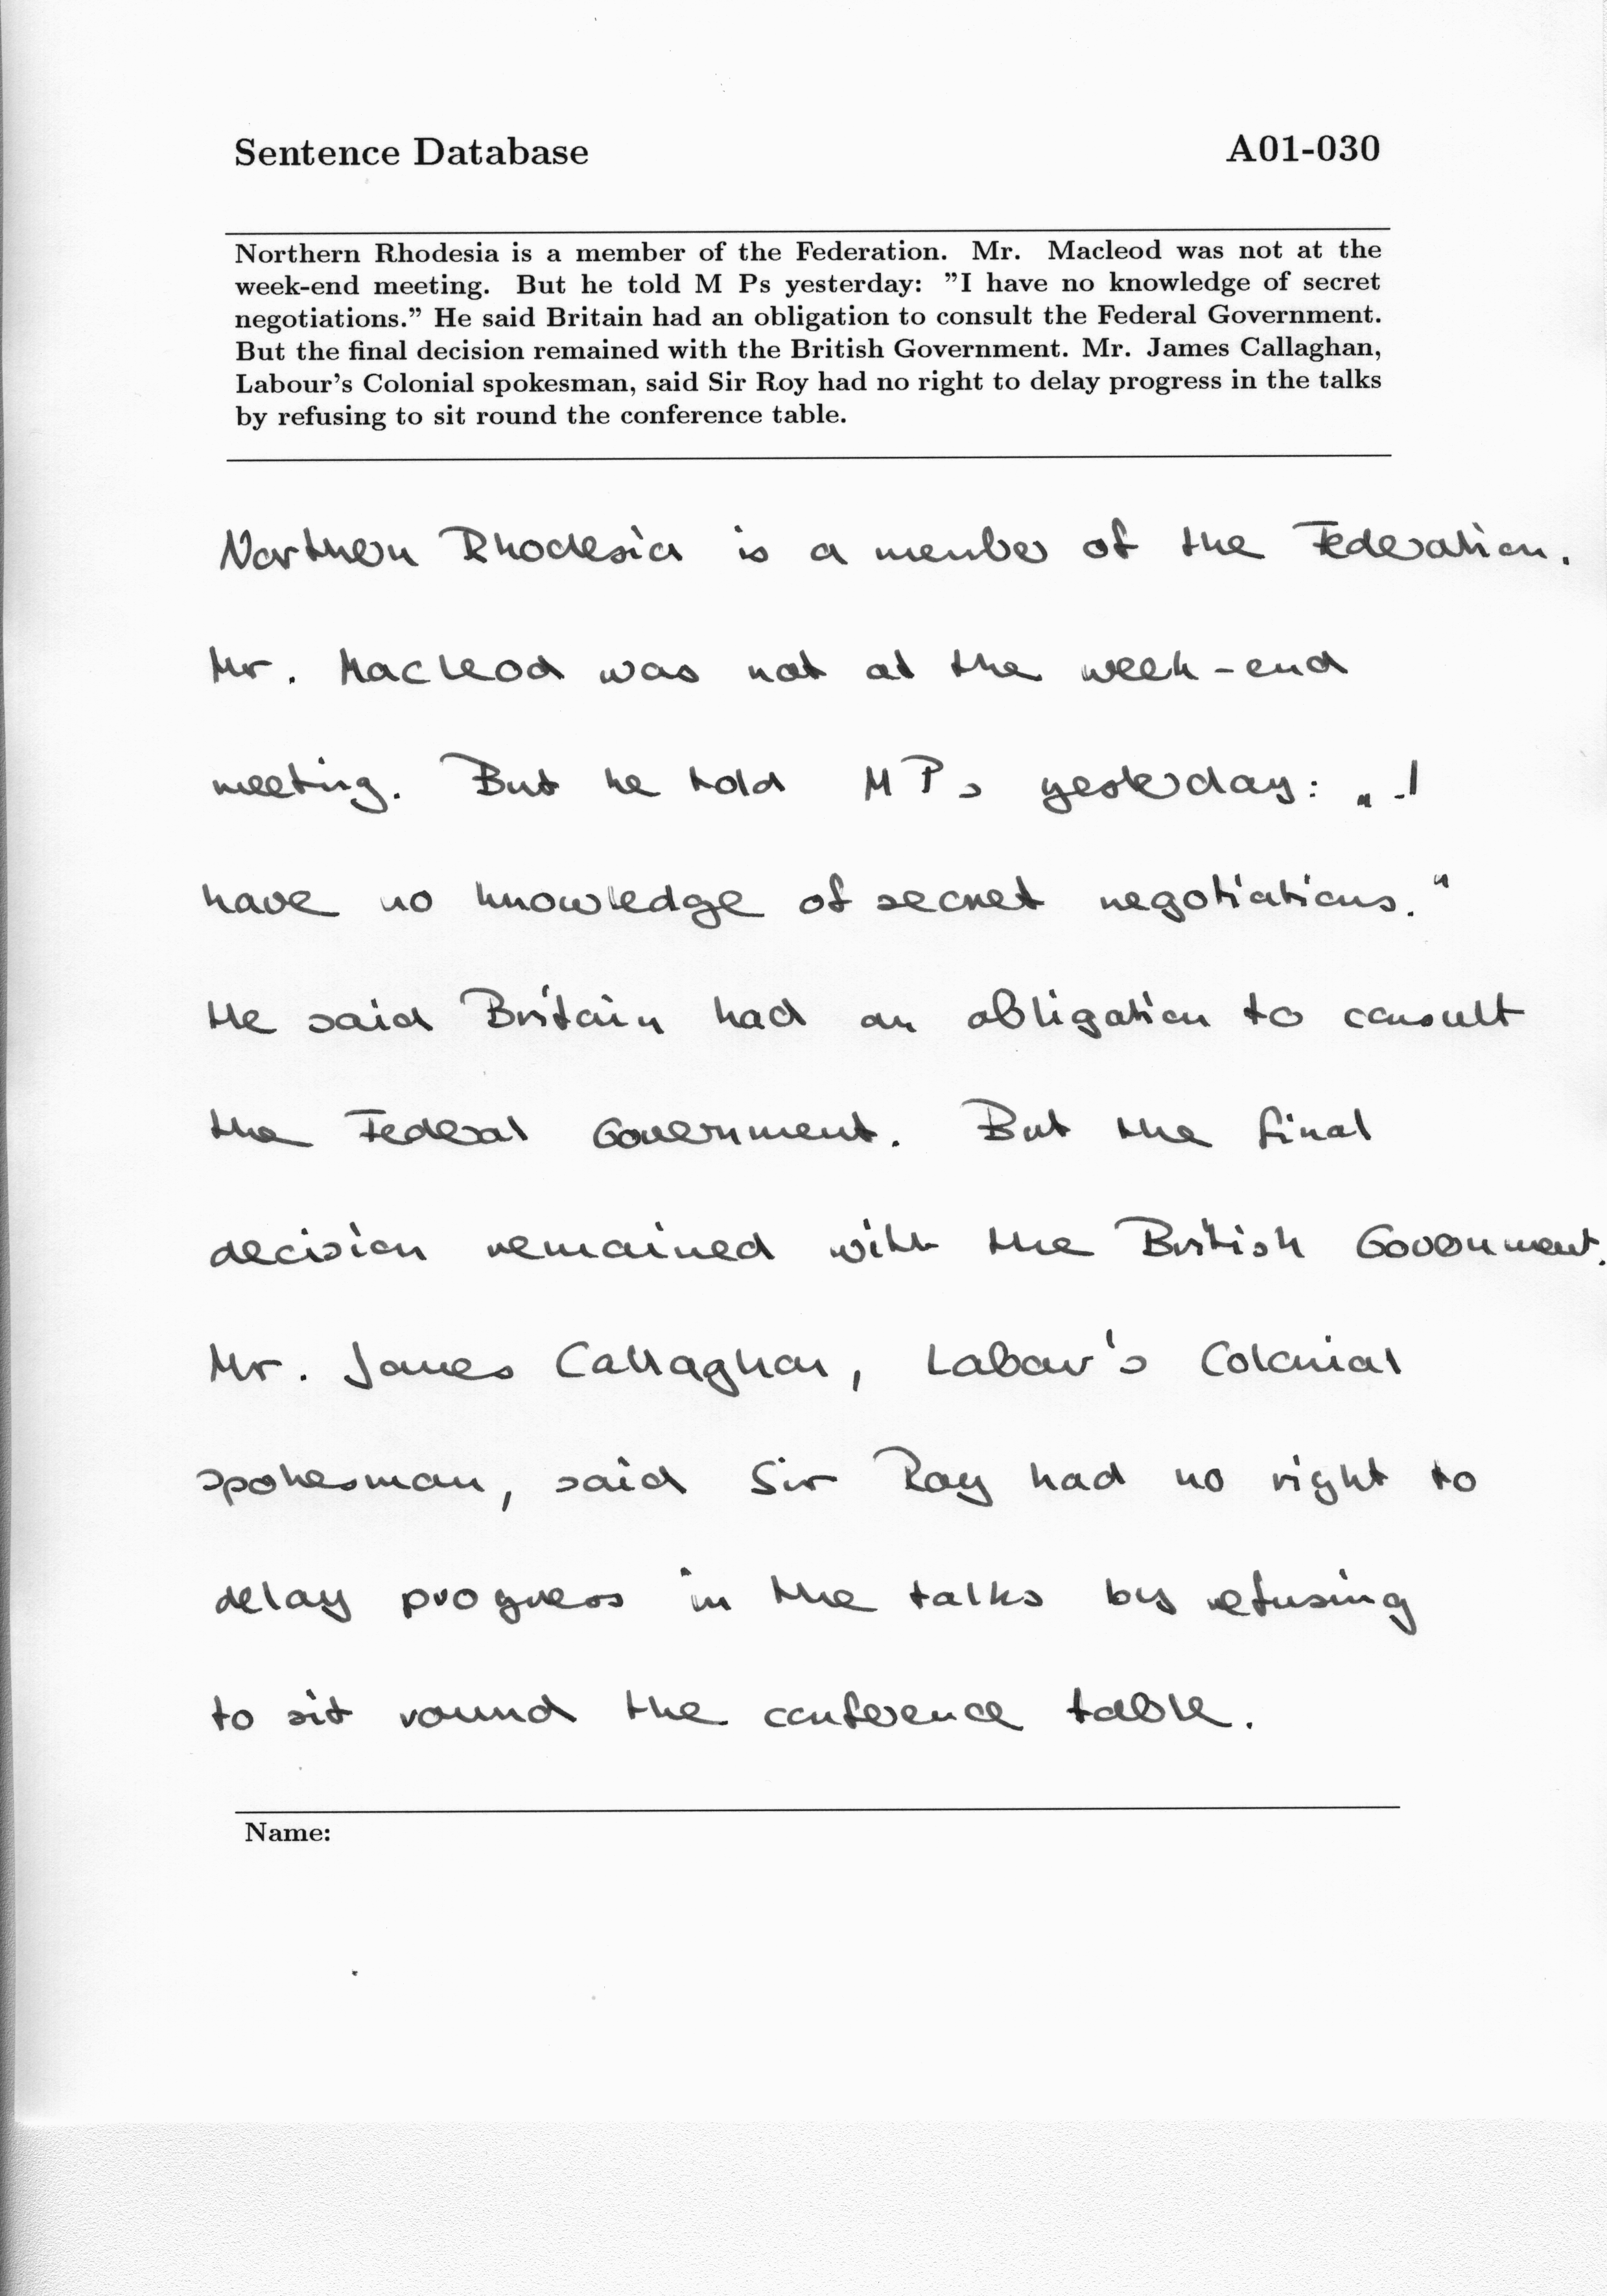 Sentence Database A01-030
Northern Rhodesia is a member of the Federation. Mr. Macleod was not at the
week-end meeting. But he told M Ps yesterday: ”I have no knowledge of secret
negotiations.” He said Britain had an obligation to consult the Federal Government.
But the final decision remained with the British Government. Mr. James Callaghan,
Labour’s Colonial spokesman, said Sir Roy had no right to delay progress in the talks
by refusing to sit round the conference table.
Northern Rhodesia is a member of the Federation.
Mr. Macleod was not at the week-end
meeting. But he told M Ps yesterday: „I
have no knowledge of secret negotiations.“
He said Britain had an obligation to consult
the Federal Government. But the final
decision remained with the British Government.
Mr. James Callaghan, Labour's Colonial
spokesman, said Sir Roy had no right to
delay progress in the talks by refusing
to sit round the conference table.
Name: